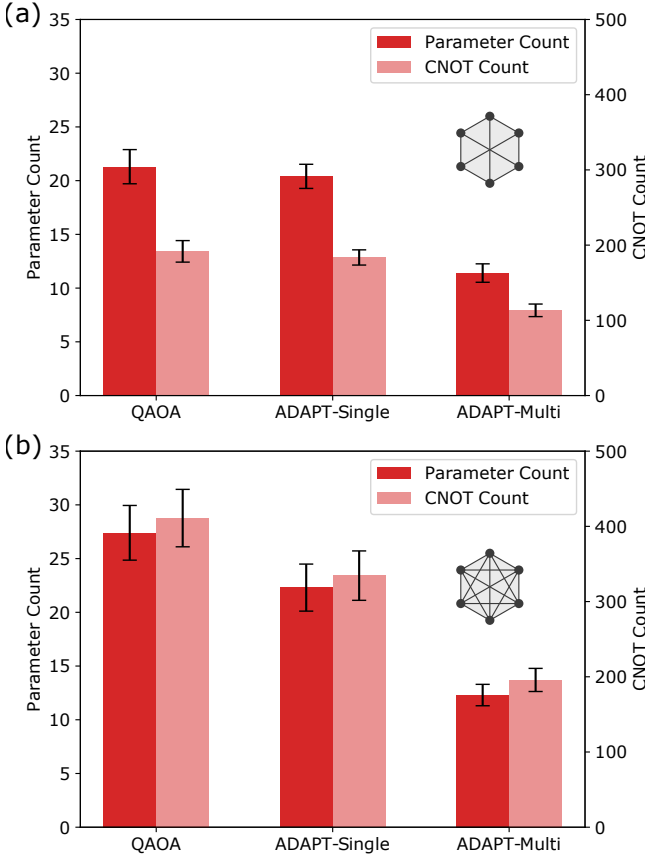 (a)
35
30
25
20
15
10
5
0
Parameter Count
500
400
300
200
100
0
CNOT Count
Parameter Count
CNOT Count
QAOA
ADAPT-Single
ADAPT-Multi
(b)
35
30
25
20
15
10
5
0
Parameter Count
500
400
300
200
100
0
CNOT Count
Parameter Count
CNOT Count
QAOA
ADAPT-Single
ADAPT-Multi